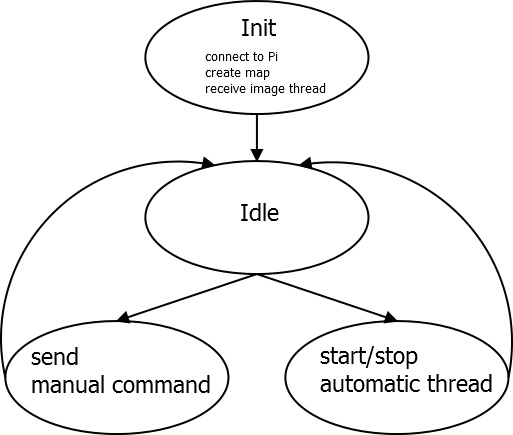 Init
connect to Pi
create map
receive image thread
Idle
send
manual command
start/stop
automatic thread